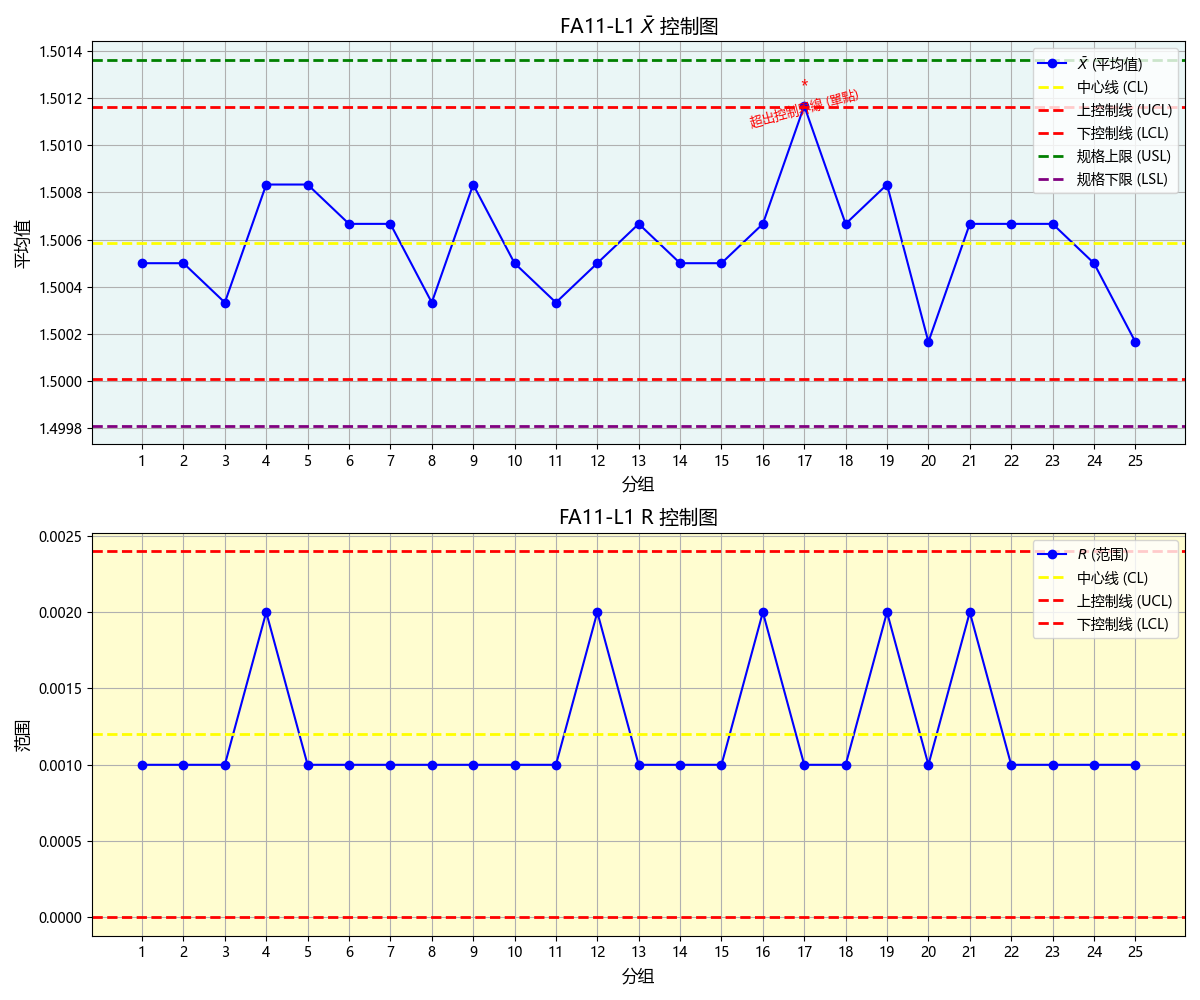 FA11-L1 X̄ 控制图
1.5014
1.5012
1.5010
1.5008
1.5006
1.5004
1.5002
1.5000
1.4998
平均值
*
超出控制界線 (單點)
X̄ (平均值)
中心线 (CL)
上控制线 (UCL)
下控制线 (LCL)
规格上限 (USL)
规格下限 (LSL)
1 2 3 4 5 6 7 8 9 10 11 12 13 14 15 16 17 18 19 20 21 22 23 24 25
分组
FA11-L1 R 控制图
0.0025
0.0020
0.0015
0.0010
0.0005
0.0000
范围
R (范围)
中心线 (CL)
上控制线 (UCL)
下控制线 (LCL)
1 2 3 4 5 6 7 8 9 10 11 12 13 14 15 16 17 18 19 20 21 22 23 24 25
分组